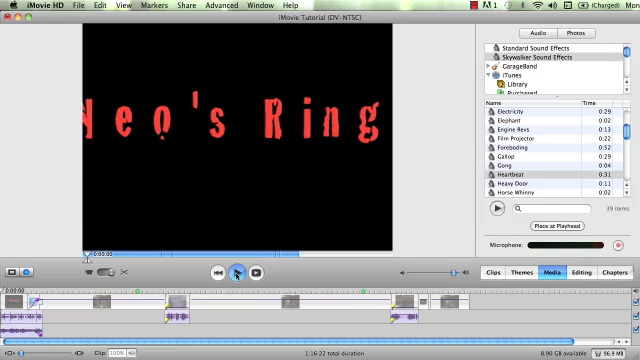 iMovie HD File Edit View Markers Share Advanced Window Help
1 (Charged) Mon
iMovie Tutorial (DV-NTSC)
Audio Photos
Standard Sound Effects
Skywalker Sound Effects
GarageBand
iTunes
Library
Purchased
Name Time
Electricity 0:29
Elephant 0:02
Engine Revs 0:13
Film Projector 0:22
Foreboding 0:52
Gallop 0:29
Gong 0:04
Heartbeat 0:31
Heavy Door 0:11
Horse Whinny 0:02
39 items
Place at Playhead
Microphone:
Neo's Ring
0:00:00
Clips Themes Media Editing Chapters
Clip: 100%
1:16:22 total duration
8.90 GB available
96.9 MB